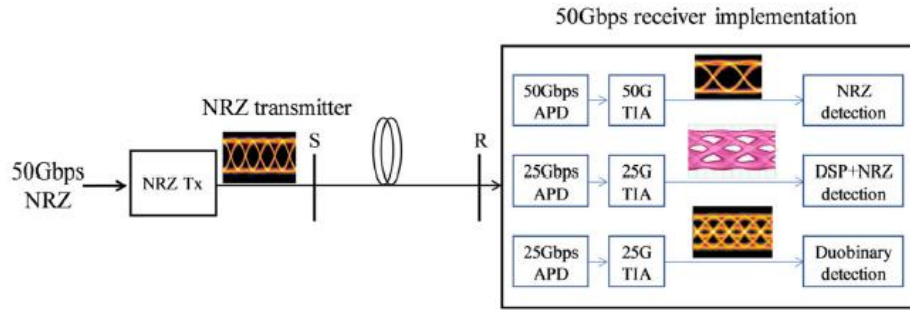 50Gbps receiver implementation
NRZ transmitter
S
R
50Gbps
NRZ
NRZ Tx
50Gbps
APD
50G
TIA
NRZ
detection
25Gbps
APD
25G
TIA
DSP+NRZ
detection
25Gbps
APD
25G
TIA
Duobinary
detection